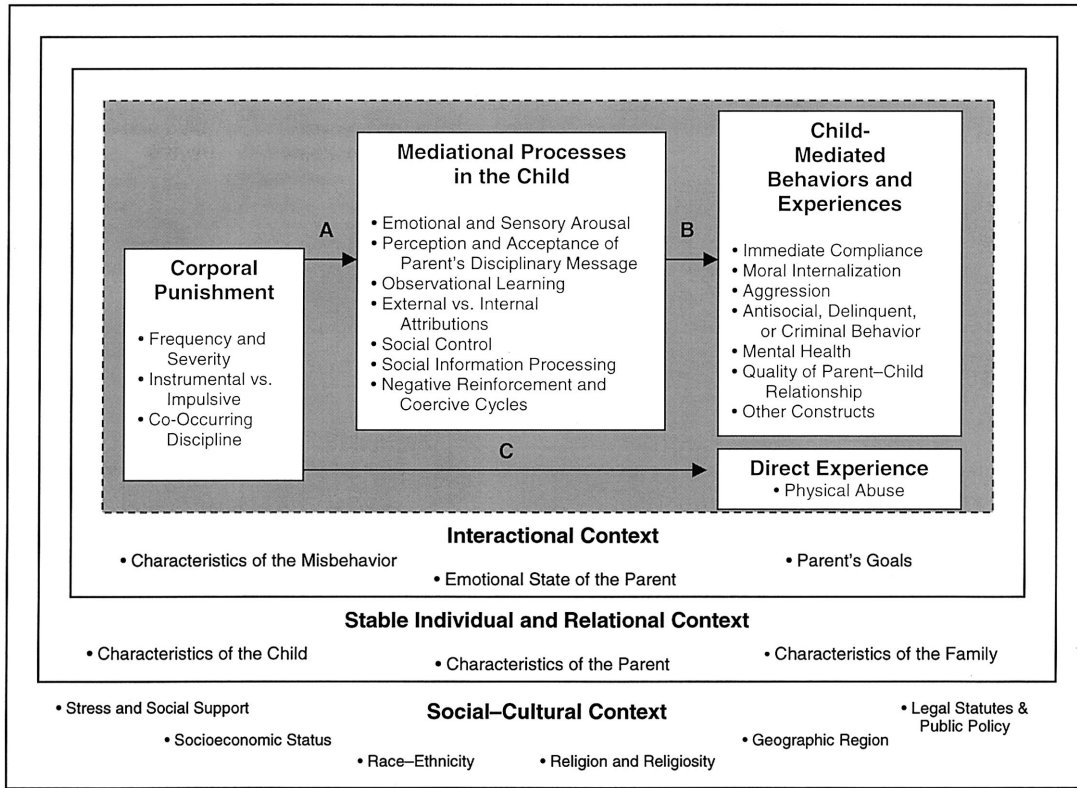 Corporal
Punishment
• Frequency and
Severity
• Instrumental vs.
Impulsive
• Co-Occurring
Discipline
A
Mediational Processes
in the Child
• Emotional and Sensory Arousal
• Perception and Acceptance of
Parent's Disciplinary Message
• Observational Learning
• External vs. Internal
Attributions
• Social Control
• Social Information Processing
• Negative Reinforcement and
Coercive Cycles
B
Child-
Mediated
Behaviors and
Experiences
• Immediate Compliance
• Moral Internalization
• Aggression
• Antisocial, Delinquent,
or Criminal Behavior
• Mental Health
• Quality of Parent–Child
Relationship
• Other Constructs
C
Direct Experience
• Physical Abuse
Interactional Context
• Characteristics of the Misbehavior
• Emotional State of the Parent
• Parent's Goals
Stable Individual and Relational Context
• Characteristics of the Child
• Characteristics of the Parent
• Characteristics of the Family
Social–Cultural Context
• Stress and Social Support
• Socioeconomic Status
• Race–Ethnicity
• Religion and Religiosity
• Geographic Region
• Legal Statutes &
Public Policy